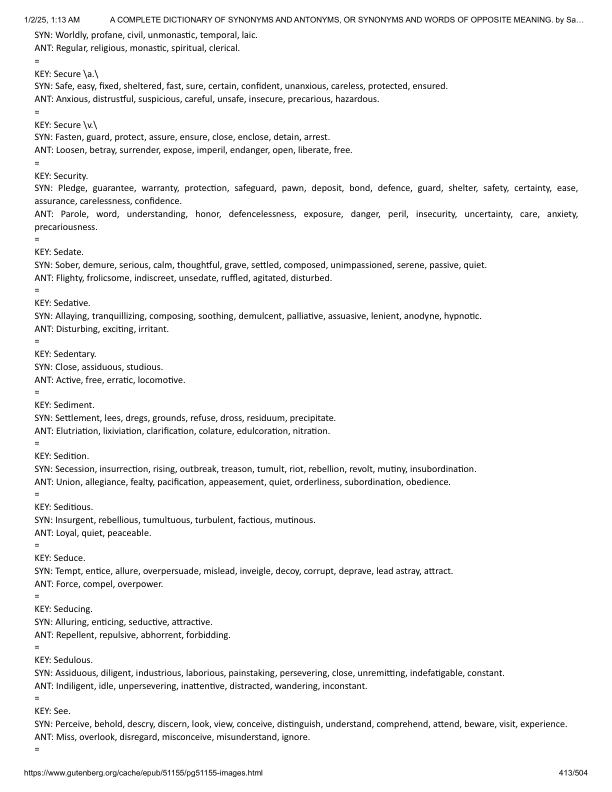 1/2/25, 1:13 AM A COMPLETE DICTIONARY OF SYNONYMS AND ANTONYMS, OR SYNONYMS AND WORDS OF OPPOSITE MEANING. by Sa…
SYN: Worldly, profane, civil, unmonastic, temporal, laic.
ANT: Regular, religious, monastic, spiritual, clerical.
=
KEY: Secure \a.\
SYN: Safe, easy, fixed, sheltered, fast, sure, certain, confident, unanxious, careless, protected, ensured.
ANT: Anxious, distrustful, suspicious, careful, unsafe, insecure, precarious, hazardous.
=
KEY: Secure \v.\
SYN: Fasten, guard, protect, assure, ensure, close, enclose, detain, arrest.
ANT: Loosen, betray, surrender, expose, imperil, endanger, open, liberate, free.
=
KEY: Security.
SYN: Pledge, guarantee, warranty, protection, safeguard, pawn, deposit, bond, defence, guard, shelter, safety, certainty, ease,
assurance, carelessness, confidence.
ANT: Parole, word, understanding, honor, defencelessness, exposure, danger, peril, insecurity, uncertainty, care, anxiety,
precariousness.
=
KEY: Sedate.
SYN: Sober, demure, serious, calm, thoughtful, grave, settled, composed, unimpassioned, serene, passive, quiet.
ANT: Flighty, frolicsome, indiscreet, unsedate, ruffled, agitated, disturbed.
=
KEY: Sedative.
SYN: Allaying, tranquillizing, composing, soothing, demulcent, palliative, assuasive, lenient, anodyne, hypnotic.
ANT: Disturbing, exciting, irritant.
=
KEY: Sedentary.
SYN: Close, assiduous, studious.
ANT: Active, free, erratic, locomotive.
=
KEY: Sediment.
SYN: Settlement, lees, dregs, grounds, refuse, dross, residuum, precipitate.
ANT: Elutriation, lixiviation, clarification, colature, edulcoration, nitration.
=
KEY: Sedition.
SYN: Secession, insurrection, rising, outbreak, treason, tumult, riot, rebellion, revolt, mutiny, insubordination.
ANT: Union, allegiance, fealty, pacification, appeasement, quiet, orderliness, subordination, obedience.
=
KEY: Seditious.
SYN: Insurgent, rebellious, tumultuous, turbulent, factious, mutinous.
ANT: Loyal, quiet, peaceable.
=
KEY: Seduce.
SYN: Tempt, entice, allure, overpersuade, mislead, inveigle, decoy, corrupt, deprave, lead astray, attract.
ANT: Force, compel, overpower.
=
KEY: Seducing.
SYN: Alluring, enticing, seductive, attractive.
ANT: Repellent, repulsive, abhorrent, forbidding.
=
KEY: Sedulous.
SYN: Assiduous, diligent, industrious, laborious, painstaking, persevering, close, unremitting, indefatigable, constant.
ANT: Indiligent, idle, unpersevering, inattentive, distracted, wandering, inconstant.
=
KEY: See.
SYN: Perceive, behold, descry, discern, look, view, conceive, distinguish, understand, comprehend, attend, beware, visit, experience.
ANT: Miss, overlook, disregard, misconceive, misunderstand, ignore.
=
https://www.gutenberg.org/cache/epub/51155/pg51155-images.html 413/504